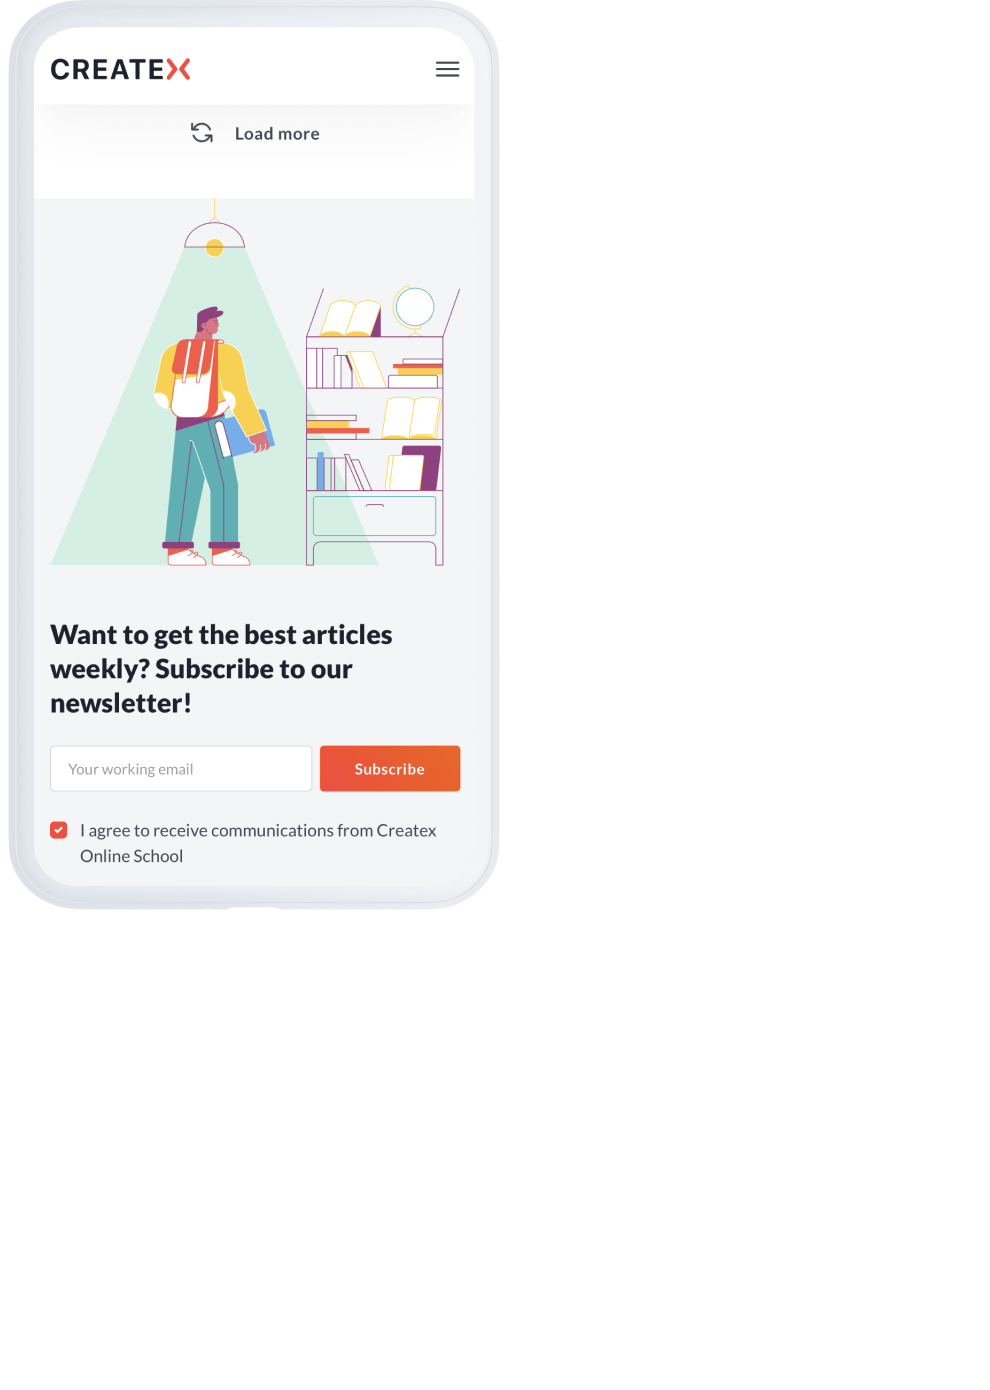 CREATEX
Load more
Want to get the best articles
weekly? Subscribe to our
newsletter!
Your working email
Subscribe
I agree to receive communications from Createx
Online School